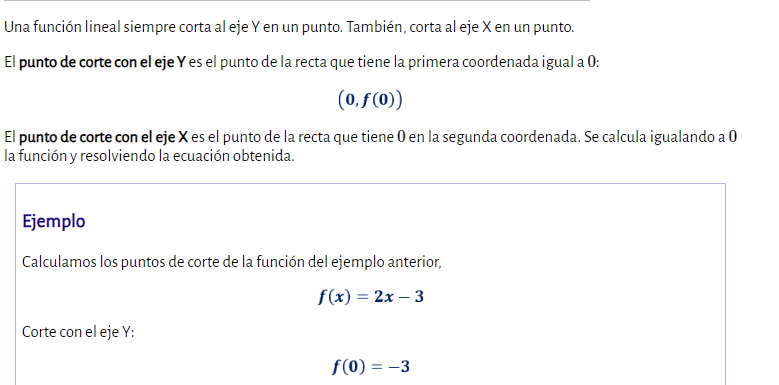 Una función lineal siempre corta al eje Y en un punto. También, corta al eje X en un punto.
El punto de corte con el eje Y es el punto de la recta que tiene la primera coordenada igual a 0:
(0, f(0))
El punto de corte con el eje X es el punto de la recta que tiene 0 en la segunda coordenada. Se calcula igualando a 0
la función y resolviendo la ecuación obtenida.
Ejemplo
Calculamos los puntos de corte de la función del ejemplo anterior,
f(x) = 2x − 3
Corte con el eje Y:
f(0) = −3